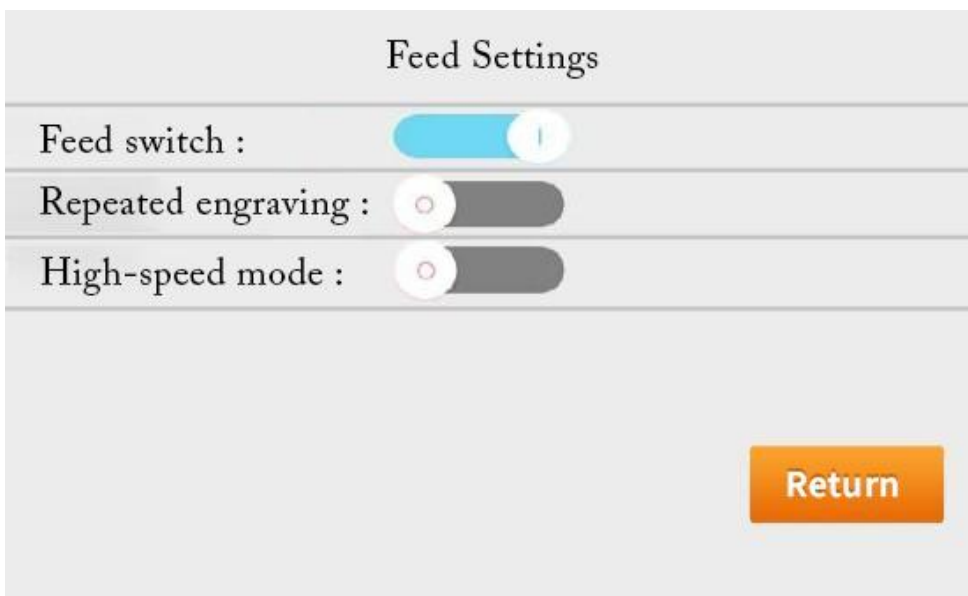 Feed Settings
Feed switch :
Repeated engraving :
High-speed mode :
Return